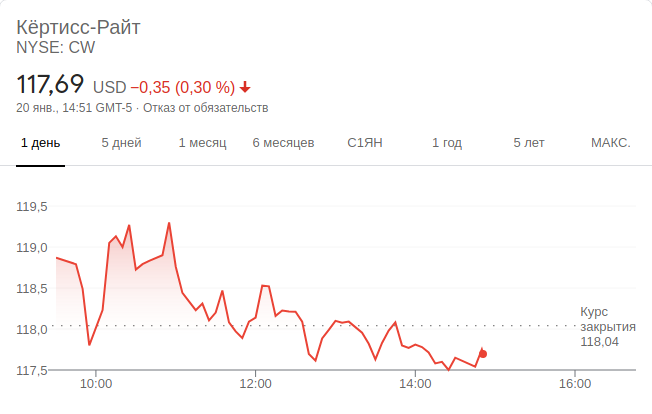 Кёртисс-Райт
NYSE: CW
117,69 USD −0,35 (0,30 %)
20 янв., 14:51 GMT-5 · Отказ от обязательств
1 день 5 дней 1 месяц 6 месяцев С1ЯН 1 год 5 лет МАКС.
119,5
119,0
118,5
118,0
117,5
Курс
закрытия
118,04
10:00 12:00 14:00 16:00